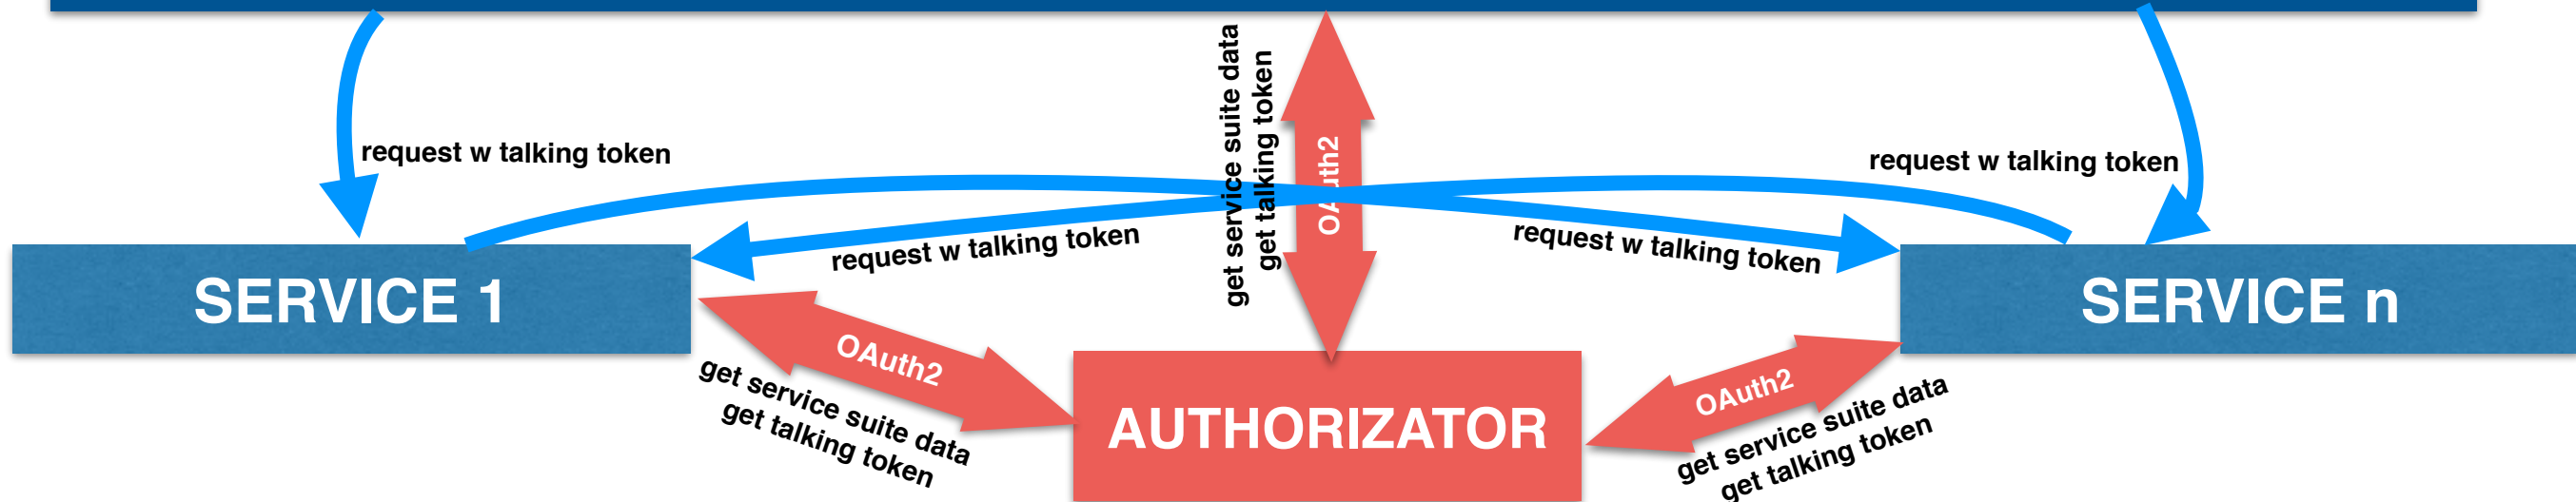 get service suite data
get talking token
OAuth2
request w talking token
request w talking token
request w talking token
request w talking token
SERVICE 1
SERVICE n
OAuth2
get service suite data
get talking token
AUTHORIZATOR
OAuth2
get service suite data
get talking token